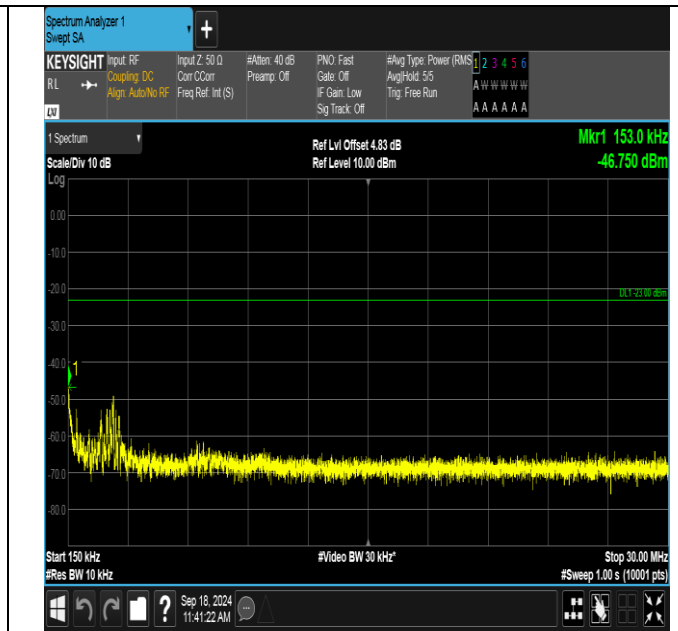 Spectrum Analyzer 1
Swept SA
+
KEYSIGHT
RL
LXI
Input: RF
Coupling: DC
Align: Auto/No RF
Input Z: 50 Ω
Corr CCorr
Freq Ref: Int (S)
#Atten: 40 dB
Preamp: Off
PNO: Fast
Gate: Off
IF Gain: Low
Sig Track: Off
#Avg Type: Power (RMS
Avg|Hold: 5/5
Trig: Free Run
1 2 3 4 5 6
A W W W W W
A A A A A A
1 Spectrum
Scale/Div 10 dB
Ref Lvl Offset 4.83 dB
Ref Level 10.00 dBm
Mkr1 153.0 kHz
-46.750 dBm
Log
0.00
-10.0
-20.0
DL1 -23.00 dBm
-30.0
-40.0
1
-50.0
-60.0
-70.0
-80.0
Start 150 kHz
#Res BW 10 kHz
#Video BW 30 kHz*
Stop 30.00 MHz
#Sweep 1.00 s (10001 pts)
?
Sep 18, 2024
11:41:22 AM